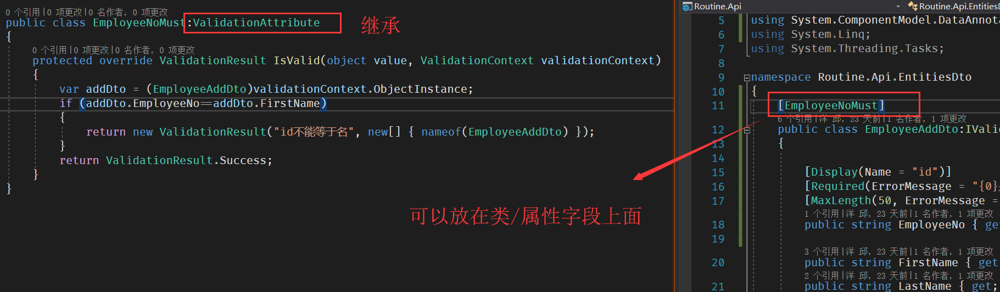 0 个引用|0 项更改|0 名作者, 0 项更改
public class EmployeeNoMust:ValidationAttribute
继承
{
0 个引用|0 项更改|0 名作者, 0 项更改
protected override ValidationResult IsValid(object value, ValidationContext validationContext)
{
var addDto = (EmployeeAddDto)validationContext.ObjectInstance;
if (addDto.EmployeeNo==addDto.FirstName)
{
return new ValidationResult("id不能等于名", new[] { nameof(EmployeeAddDto) });
}
return ValidationResult.Success;
}
}
可以放在类/属性字段上面
Routine.Api
Routine.Api.EntitiesD
5 using System.ComponentModel.DataAnnota
6 using System.Linq;
7 using System.Threading.Tasks;
8
9 namespace Routine.Api.EntitiesDto
10 {
11 [EmployeeNoMust]
6 个引用|洋 邱, 23 天前|1 名作者, 1 项更改
12 public class EmployeeAddDto:IVali
13 {
14
15 [Display(Name = "id")]
16 [Required(ErrorMessage = "{0}
17 [MaxLength(50, ErrorMessage =
1 个引用|洋 邱, 23 天前|1 名作者, 1 项更改
18 public string EmployeeNo { ge
19
3 个引用|洋 邱, 23 天前|1 名作者, 1 项更改
20 public string FirstName { get
2 个引用|洋 邱, 23 天前|1 名作者, 1 项更改
21 public string LastName { get;